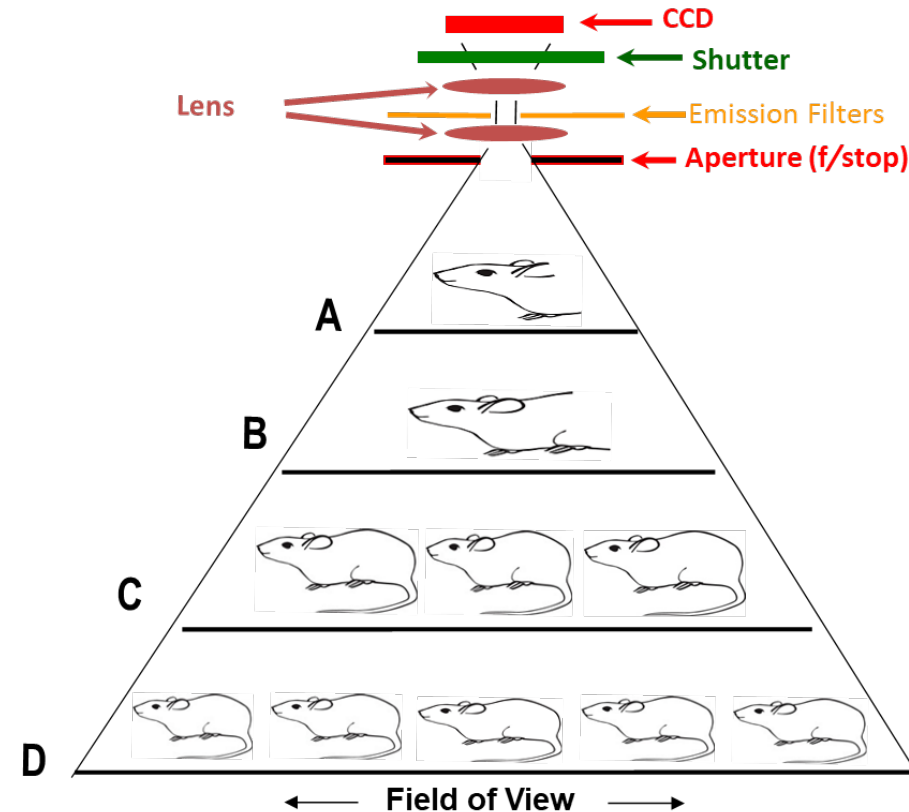 CCD
Shutter
Lens
Emission Filters
Aperture (f/stop)
A
B
C
D
Field of View